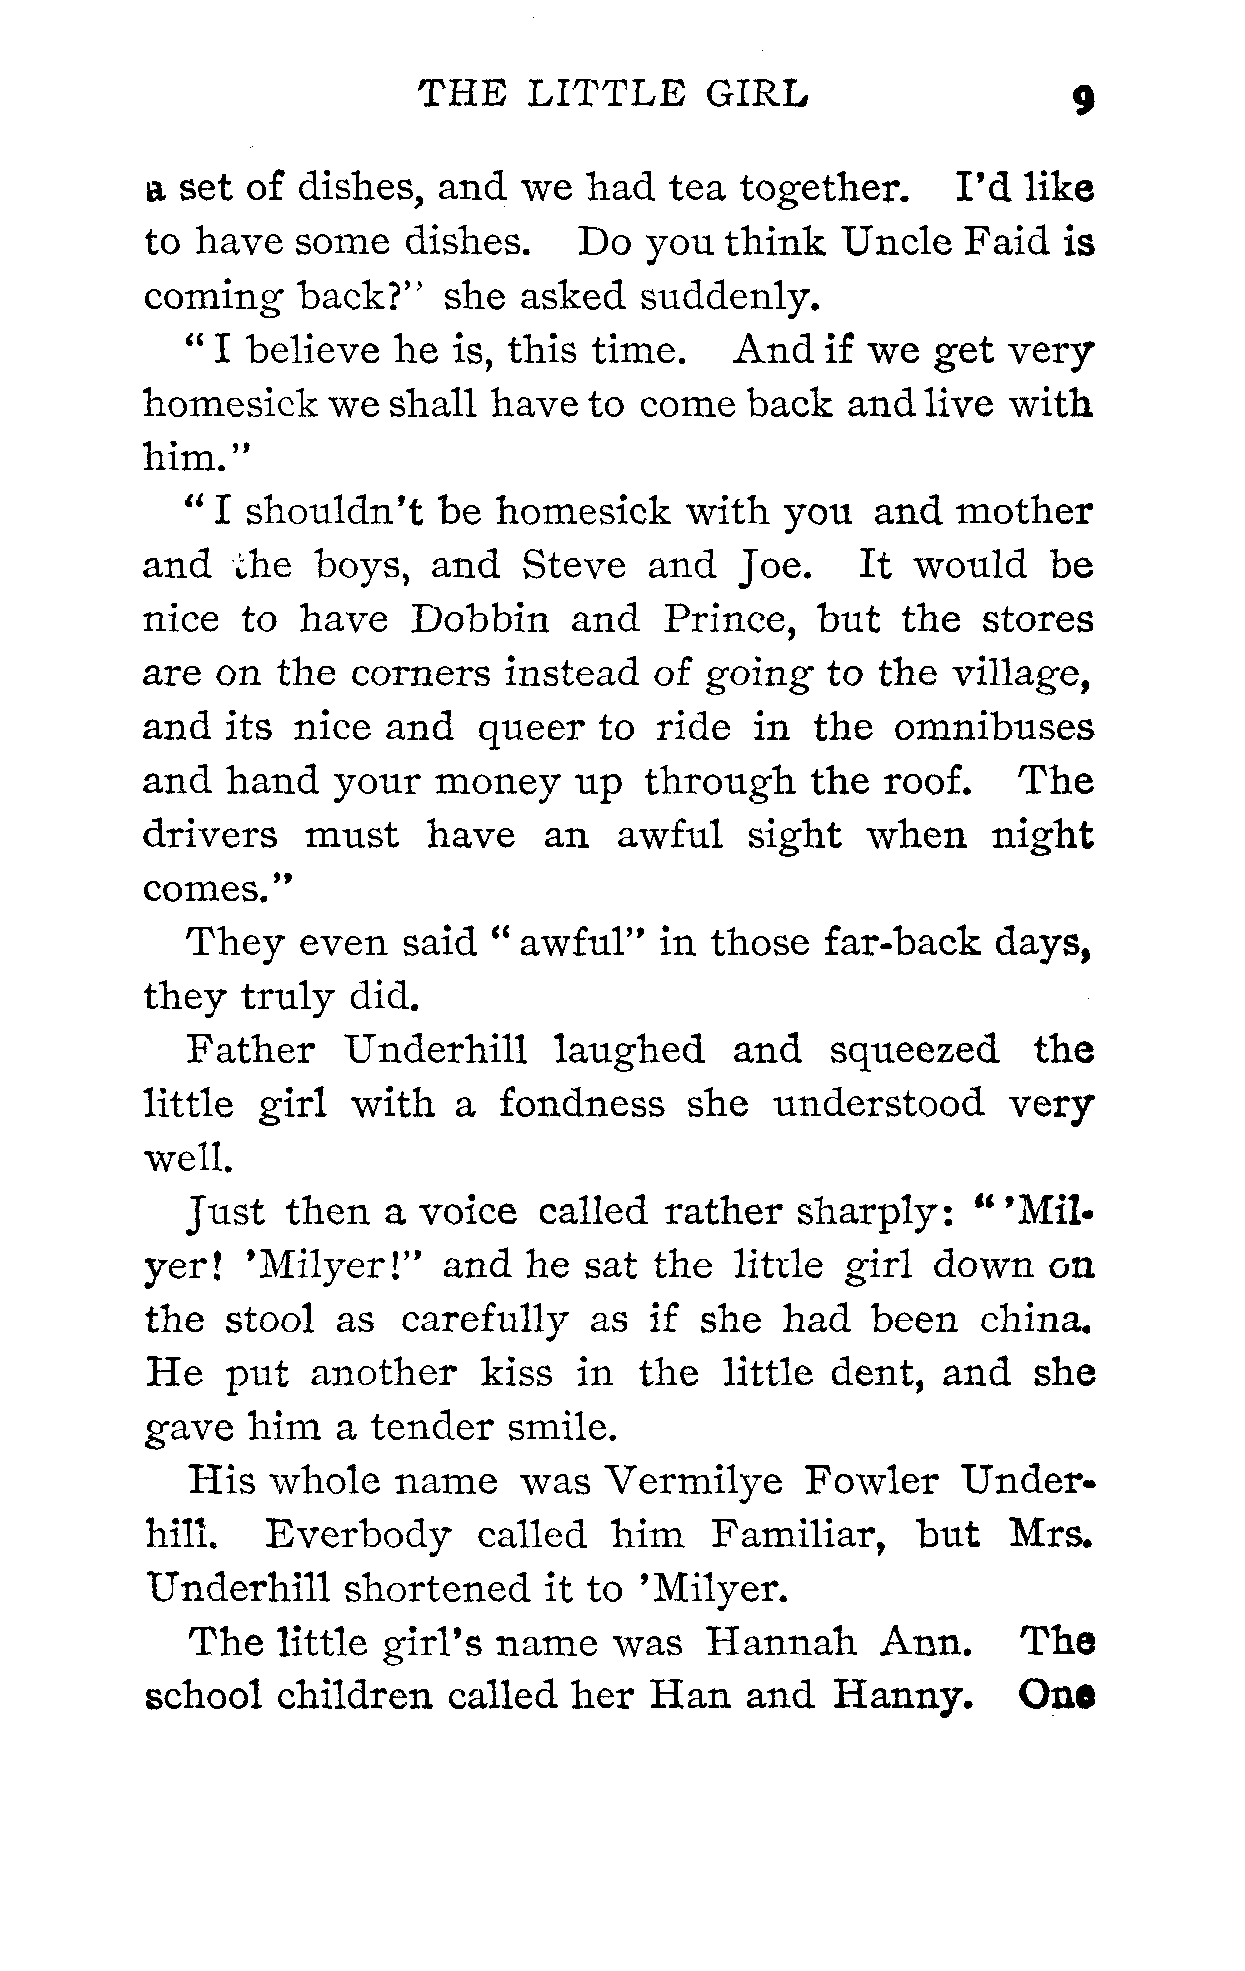 THE LITTLE GIRL 9
a set of dishes, and we had tea together. I'd like
to have some dishes. Do you think Uncle Faid is
coming back?" she asked suddenly.
"I believe he is, this time. And if we get very
homesick we shall have to come back and live with
him."
"I shouldn't be homesick with you and mother
and the boys, and Steve and Joe. It would be
nice to have Dobbin and Prince, but the stores
are on the corners instead of going to the village,
and its nice and queer to ride in the omnibuses
and hand your money up through the roof. The
drivers must have an awful sight when night
comes."
They even said "awful" in those far-back days,
they truly did.
Father Underhill laughed and squeezed the
little girl with a fondness she understood very
well.
Just then a voice called rather sharply: "'Mil-
yer! 'Milyer!" and he sat the little girl down on
the stool as carefully as if she had been china.
He put another kiss in the little dent, and she
gave him a tender smile.
His whole name was Vermilye Fowler Under-
hill. Everbody called him Familiar, but Mrs.
Underhill shortened it to 'Milyer.
The little girl's name was Hannah Ann. The
school children called her Han and Hanny. One